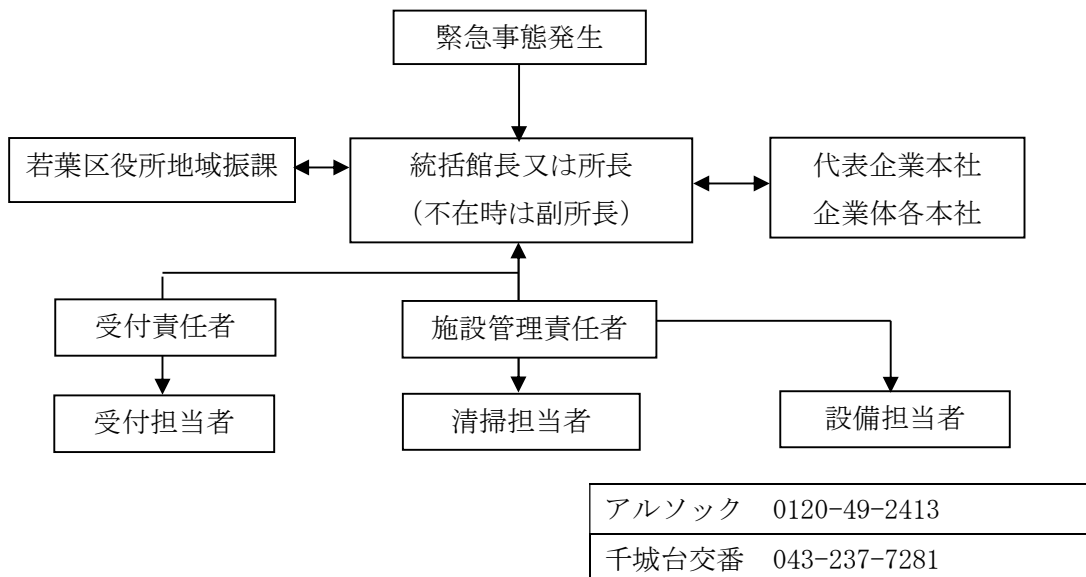 緊急事態発生
若葉区役所地域振課
統括館長又は所長
（不在時は副所長）
代表企業本社
企業体各本社
受付責任者
施設管理責任者
受付担当者
清掃担当者
設備担当者
アルソック　0120-49-2413
千城台交番　043-237-7281